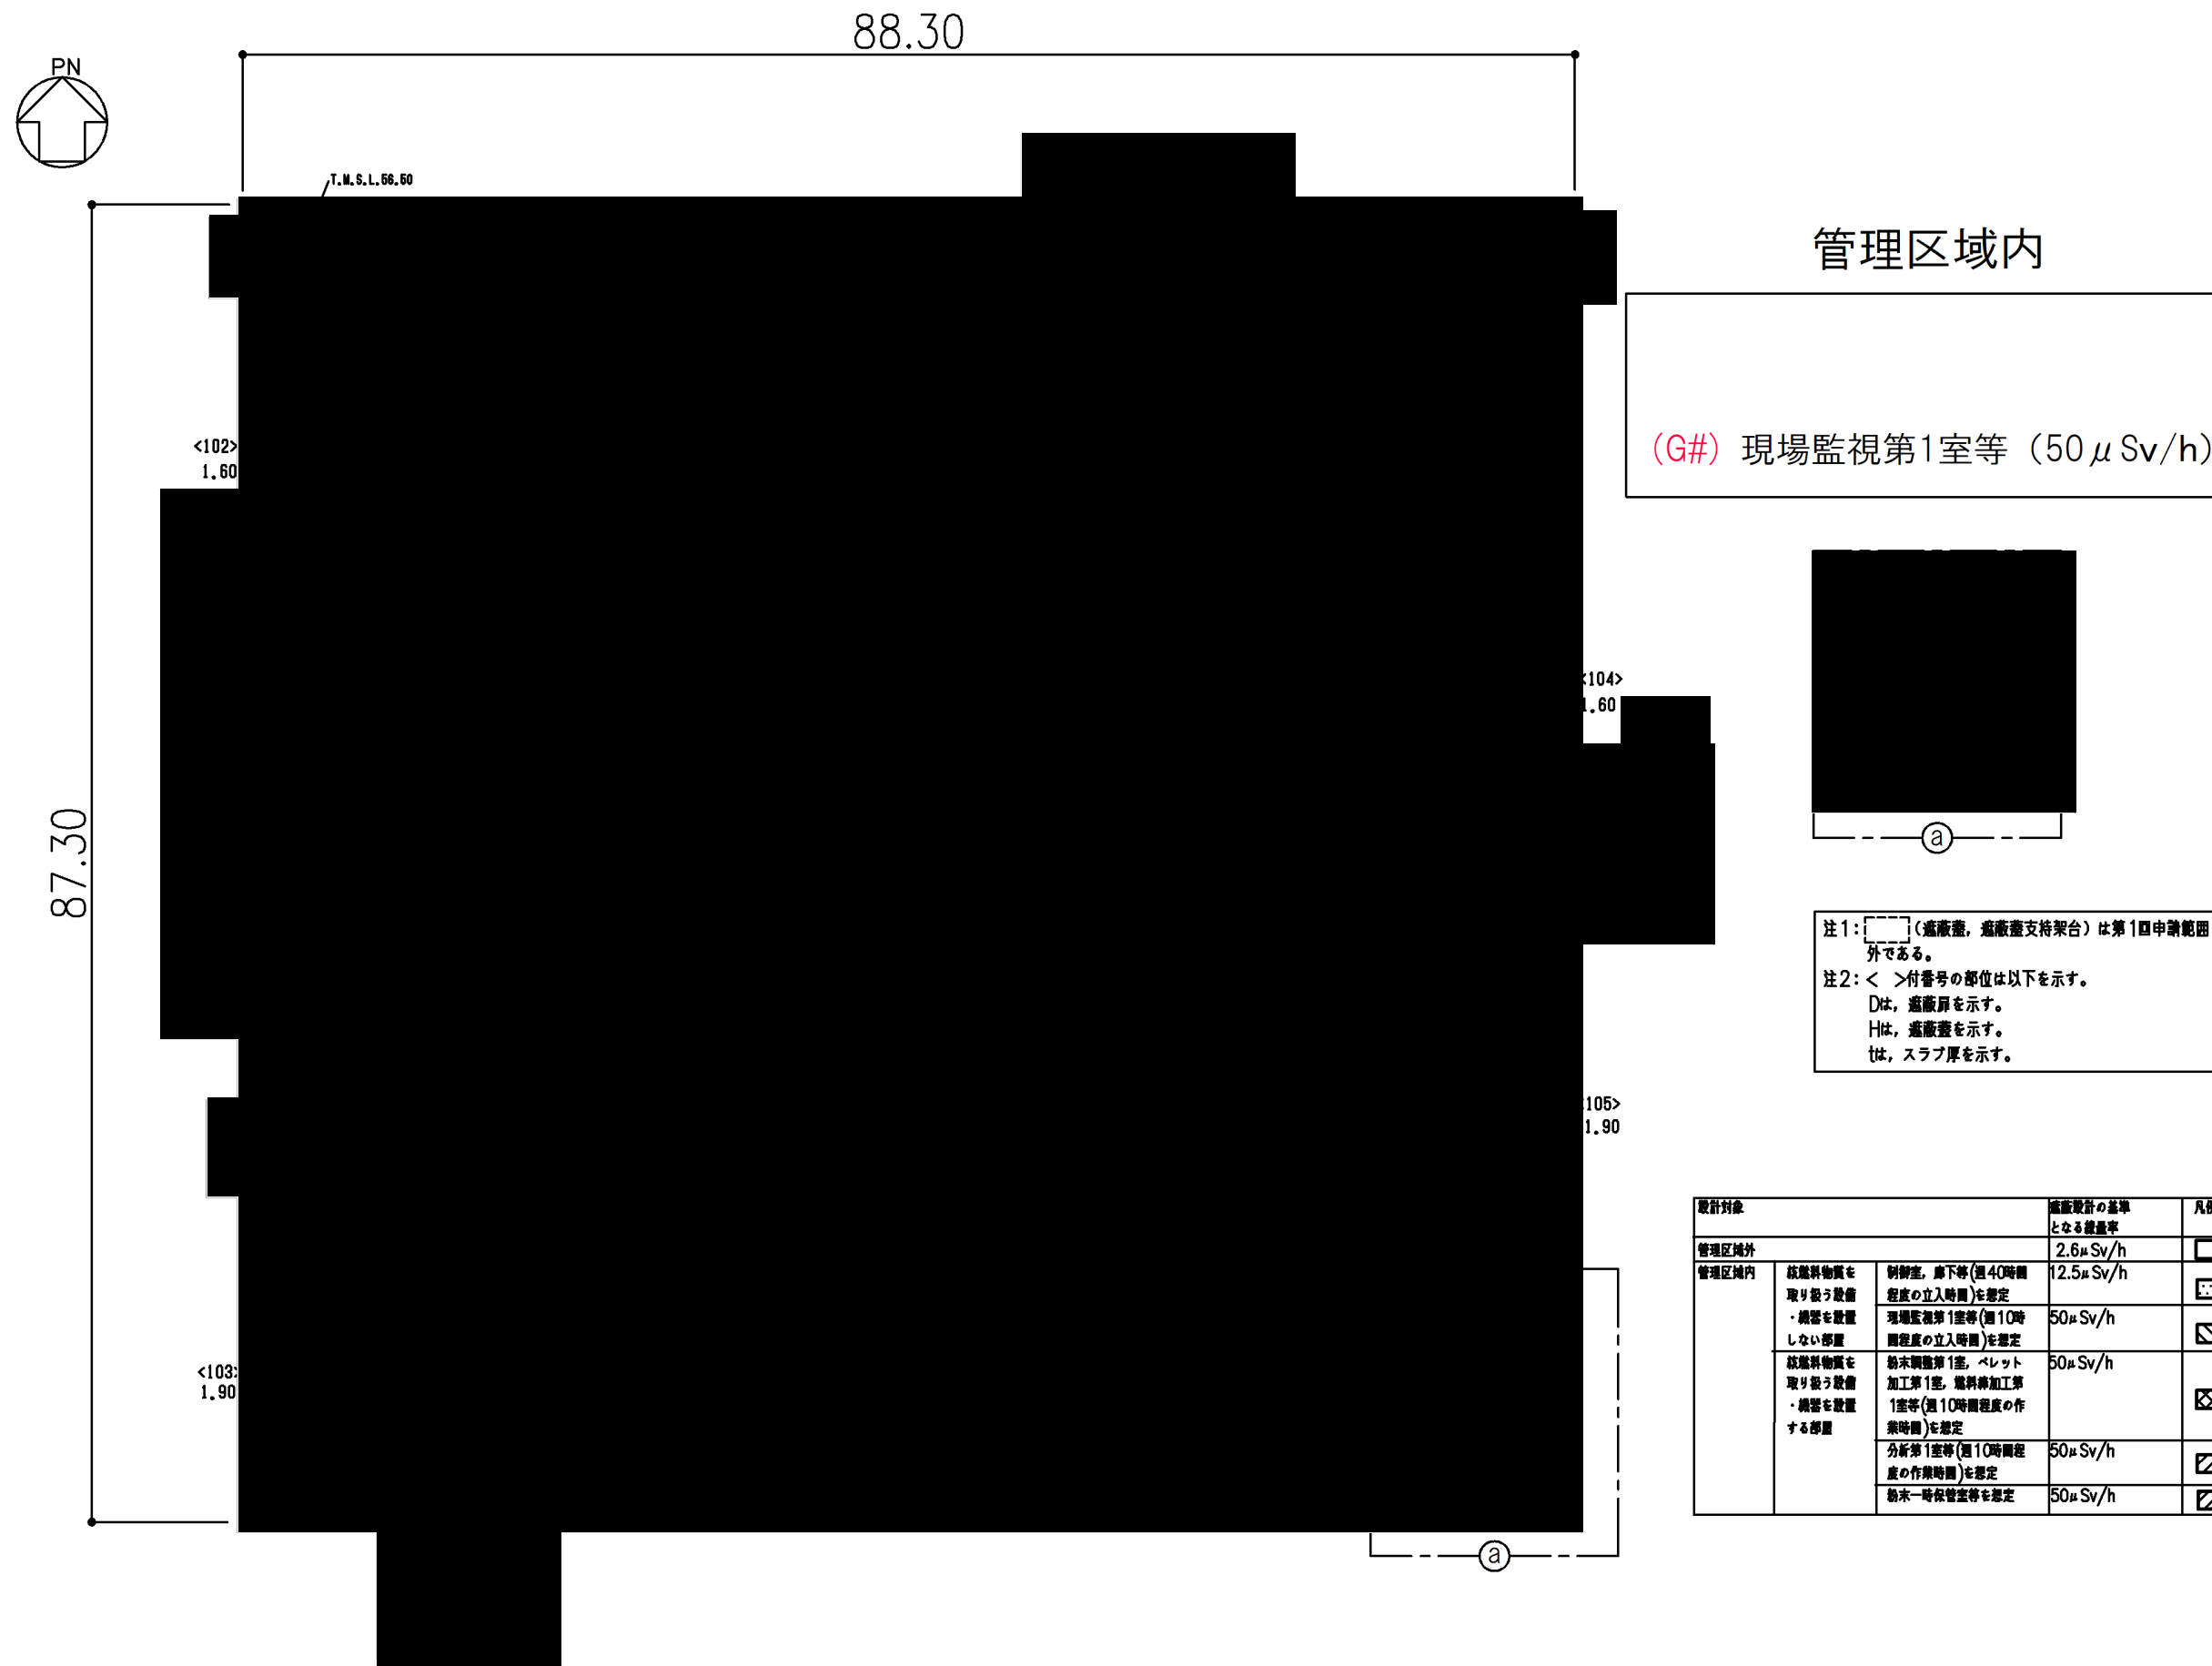 88.30
PN
T.M.S.L.56.50
管理区域内
<102>
1.60
(G#) 現場監視第1室等（50μSv/h）
<104>
1.60
87.30
a
注1: （遮蔽蓋，遮蔽蓋支持架台）は第1回申請範囲
外である。
注2:< >付番号の部位は以下を示す。
Dは，遮蔽扉を示す。
Hは，遮蔽蓋を示す。
tは，スラブ厚を示す。
105>
1.90
<103
1.90
a
設計対象
遮蔽設計の基準
となる線量率
凡例
管理区域外
2.6μSv/h
管理区域内
核燃料物質を
取り扱う設備
・機器を設置
しない部屋
制御室，廊下等(週40時間
程度の立入時間)を想定
12.5μSv/h
現場監視第1室等(週10時
間程度の立入時間)を想定
50μSv/h
核燃料物質を
取り扱う設備
・機器を設置
する部屋
粉末調整第1室，ペレット
加工第1室，燃料棒加工第
1室等(週10時間程度の作
業時間)を想定
50μSv/h
分析第1室等(週10時間程
度の作業時間)を想定
50μSv/h
粉末一時保管室等を想定
50μSv/h